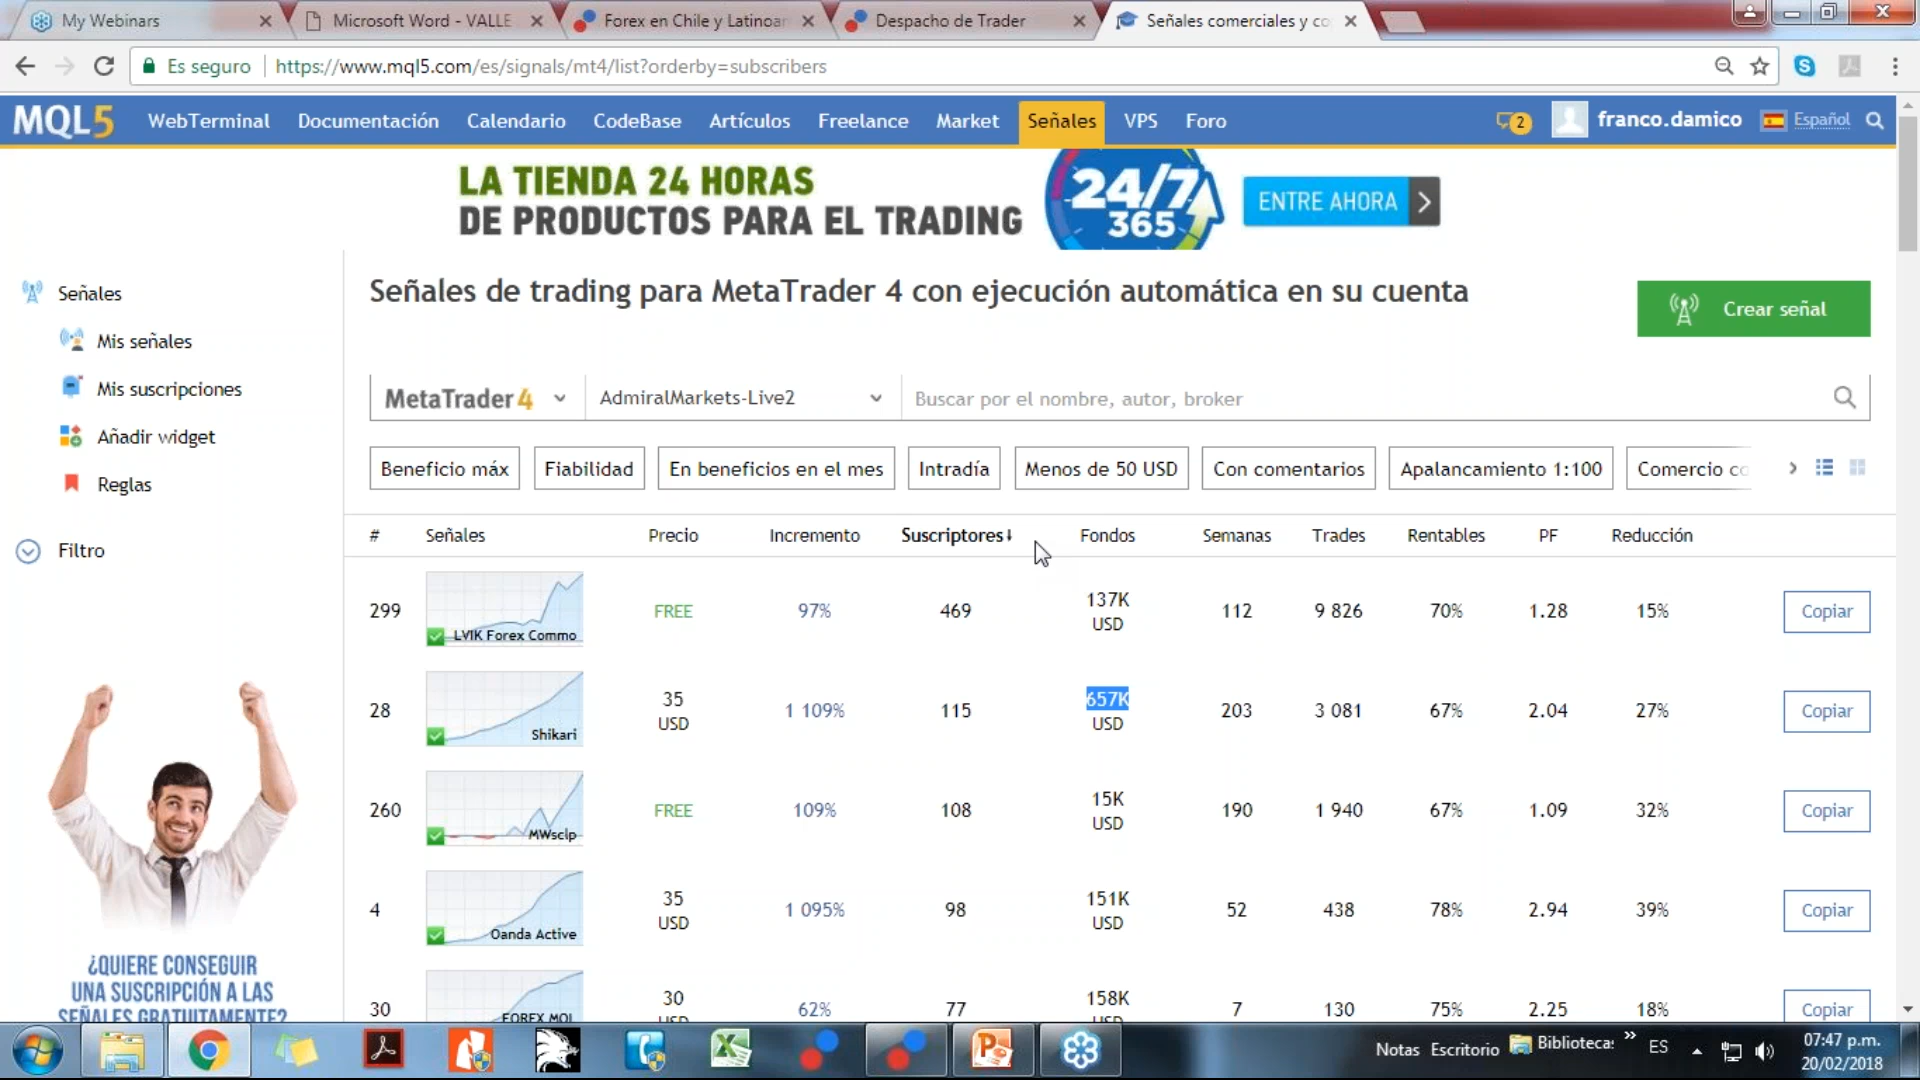 My Webinars
Microsoft Word - VALLE
Forex en Chile y Latinoar
Despacho de Trader
Señales comerciales y co
Es seguro
https://www.mql5.com/es/signals/mt4/list?orderby=subscribers
MQL5 WebTerminal Documentación Calendario CodeBase Artículos Freelance Market Señales VPS Foro 2 franco.damico Español
LA TIENDA 24 HORAS
DE PRODUCTOS PARA EL TRADING
24/7
365
ENTRE AHORA
Señales
Mis señales
Mis suscripciones
Añadir widget
Reglas
Filtro
¿QUIERE CONSEGUIR
UNA SUSCRIPCIÓN A LAS
SEÑALES GRATUITAMENTE?
Señales de trading para MetaTrader 4 con ejecución automática en su cuenta
Crear señal
MetaTrader 4 AdmiralMarkets-Live2 Buscar por el nombre, autor, broker
Beneficio máx Fiabilidad En beneficios en el mes Intradía Menos de 50 USD Con comentarios Apalancamiento 1:100 Comercio co
# Señales Precio Incremento Suscriptores↓ Fondos Semanas Trades Rentables PF Reducción
299 LVIK Forex Commo FREE 97% 469 137K USD 112 9 826 70% 1.28 15% Copiar
28 Shikari 35 USD 1 109% 115 657K USD 203 3 081 67% 2.04 27% Copiar
260 MWsclp FREE 109% 108 15K USD 190 1 940 67% 1.09 32% Copiar
4 Oanda Active 35 USD 1 095% 98 151K USD 52 438 78% 2.94 39% Copiar
30 FOREX MOL 30 USD 62% 77 158K USD 7 130 75% 2.25 18% Copiar
Notas Escritorio Bibliotecas » ES
07:47 p.m.
20/02/2018